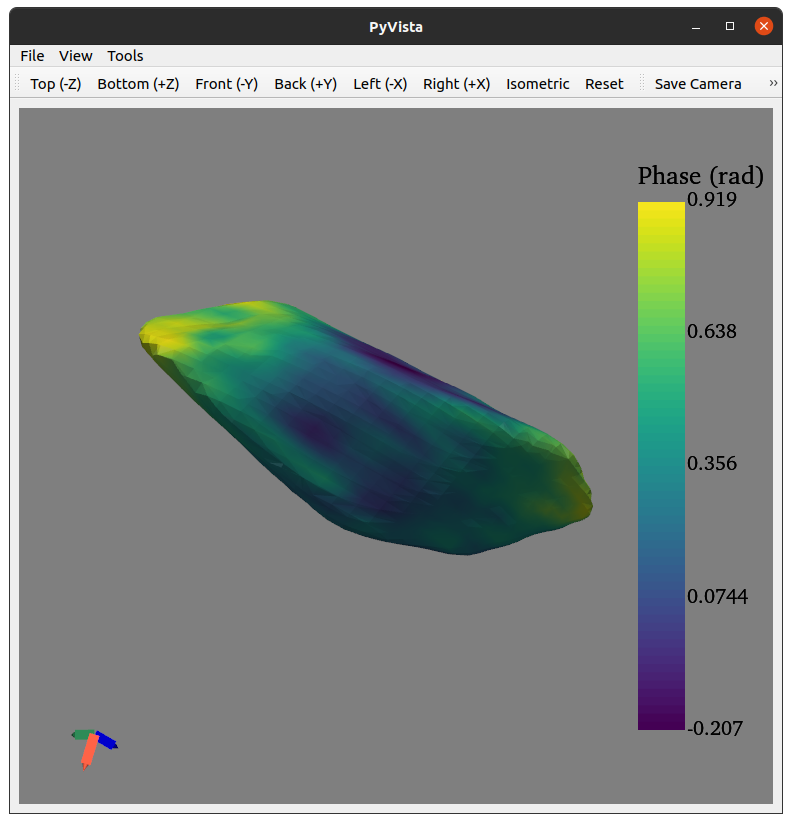 PyVista
File View Tools
Top (-Z) Bottom (+Z) Front (-Y) Back (+Y) Left (-X) Right (+X) Isometric Reset Save Camera »
Phase (rad)
0.919
0.638
0.356
0.0744
-0.207